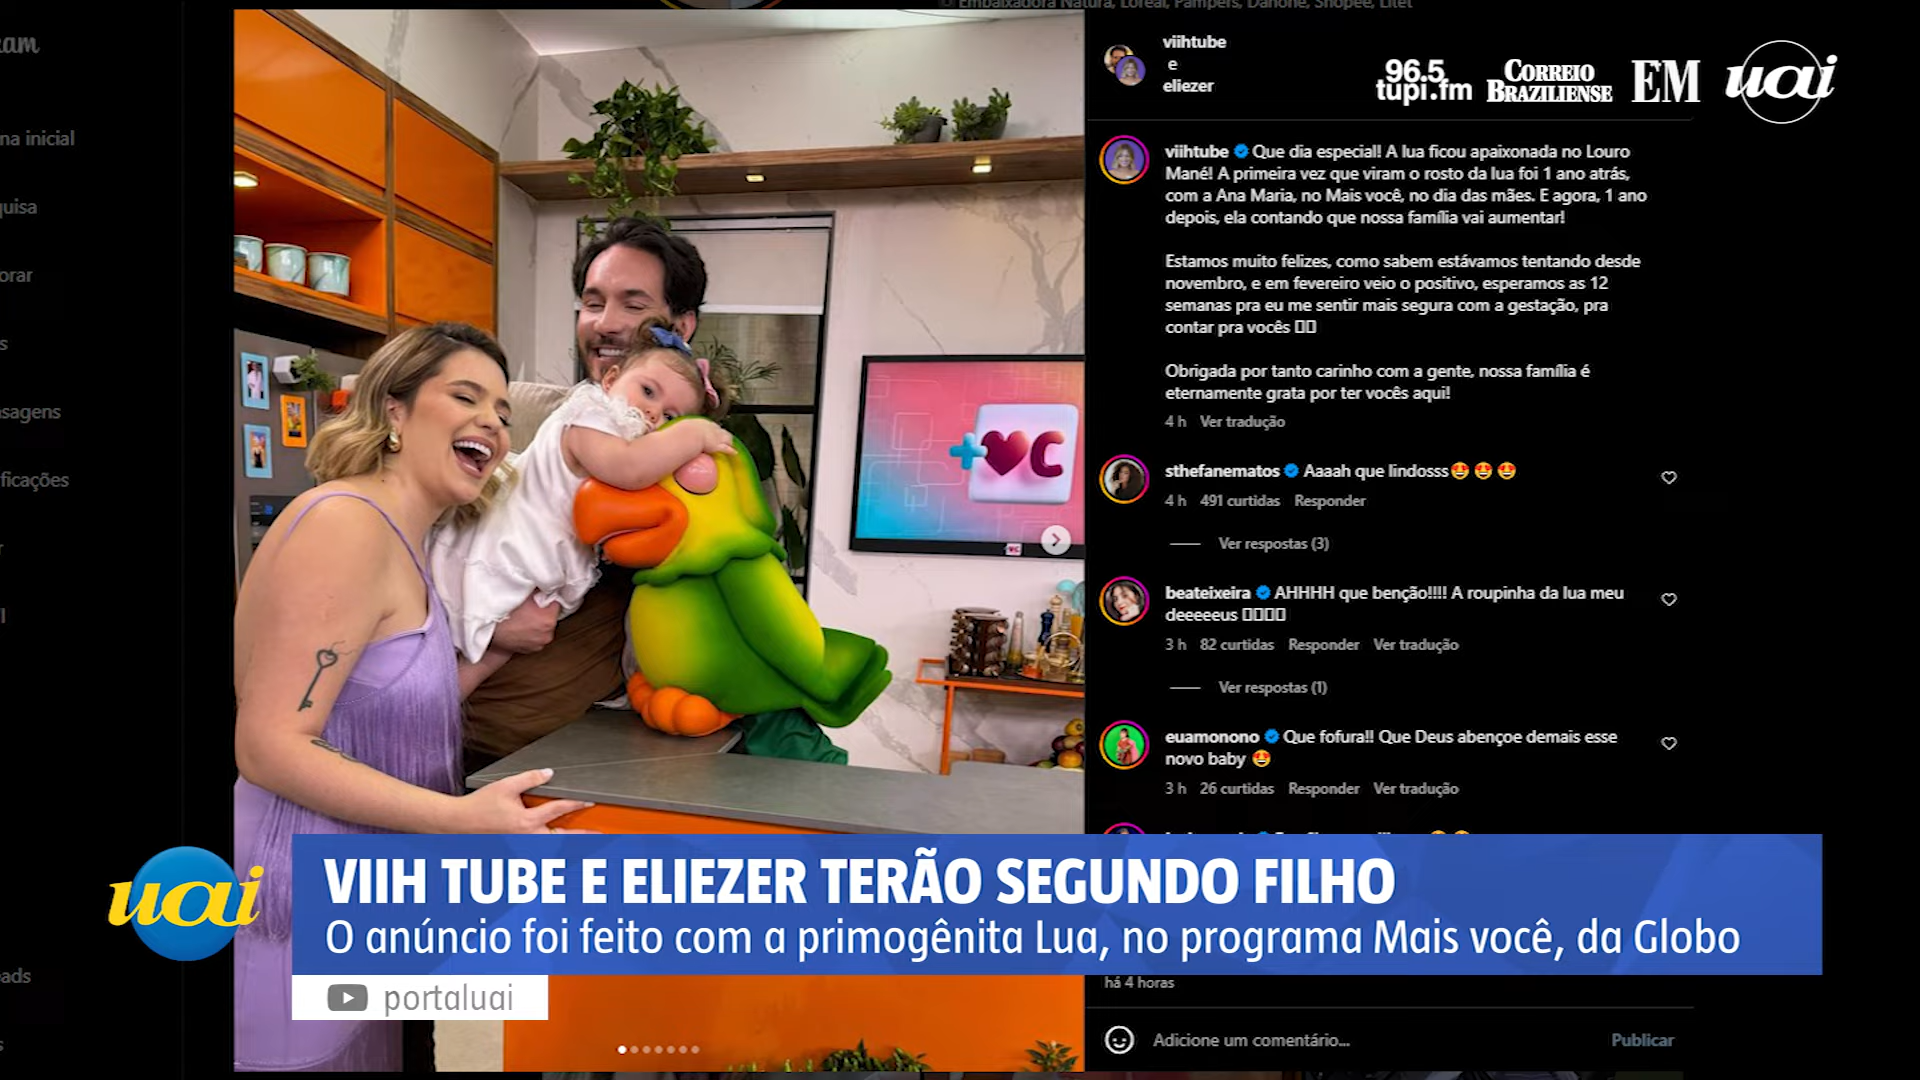 Embaixadora Natura, Loreal, Pampers, Danone, Shopee, Elfet
viihtube
e
eliezer
96.5
tupi.fm
CORREIO
BRAZILIENSE
EM
uai
na inicial
uisa
orar
s
sagens
ficações
r
viihtube Que dia especial! A lua ficou apaixonada no Louro
Mané! A primeira vez que viram o rosto da lua foi 1 ano atrás,
com a Ana Maria, no Mais você, no dia das mães. E agora, 1 ano
depois, ela contando que nossa família vai aumentar!
Estamos muito felizes, como sabem estávamos tentando desde
novembro, e em fevereiro veio o positivo, esperamos as 12
semanas pra eu me sentir mais segura com a gestação, pra
contar pra vocês
Obrigada por tanto carinho com a gente, nossa família é
eternamente grata por ter vocês aqui!
4 h Ver tradução
sthefanematos Aaaah que lindosss😍😍😍
4 h 491 curtidas Responder
Ver respostas (3)
beateixeira AHHHH que benção!!!! A roupinha da lua meu
deeeeeus
3 h 82 curtidas Responder Ver tradução
Ver respostas (1)
euamonono Que fofura!! Que Deus abençoe demais esse
novo baby 😍
3 h 26 curtidas Responder Ver tradução
+♥C
uai
VIIH TUBE E ELIEZER TERÃO SEGUNDO FILHO
O anúncio foi feito com a primogênita Lua, no programa Mais você, da Globo
portaluai
ads
há 4 horas
Adicione um comentário...
Publicar